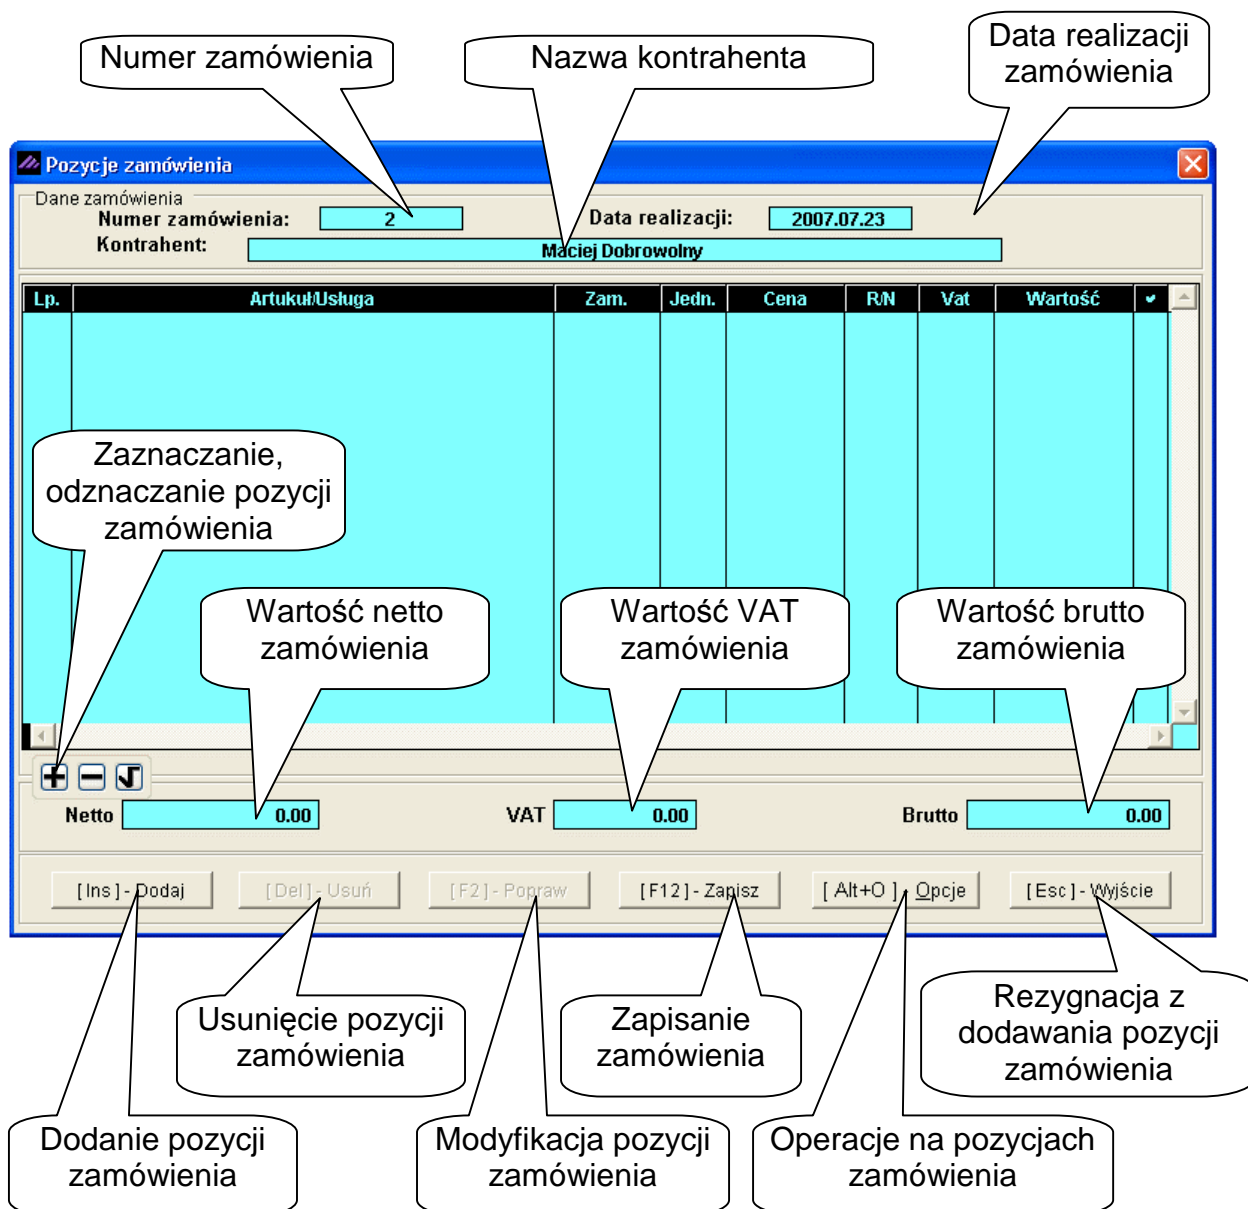 Numer zamówienia
Nazwa kontrahenta
Data realizacji
zamówienia
Pozycje zamówienia
Dane zamówienia
Numer zamówienia: 2 Data realizacji: 2007.07.23
Kontrahent: Maciej Dobrowolny
Lp. Artukuł/Usługa Zam. Jedn. Cena R/N Vat Wartość
Zaznaczanie,
odznaczanie pozycji
zamówienia
Wartość netto
zamówienia
Wartość VAT
zamówienia
Wartość brutto
zamówienia
Netto 0.00 VAT 0.00 Brutto 0.00
[Ins] - Dodaj [Del] - Usuń [F2] - Popraw [F12] - Zapisz [ Alt+O ] - Opcje [Esc] - Wyjście
Usunięcie pozycji
zamówienia
Zapisanie
zamówienia
Rezygnacja z
dodawania pozycji
zamówienia
Dodanie pozycji
zamówienia
Modyfikacja pozycji
zamówienia
Operacje na pozycjach
zamówienia